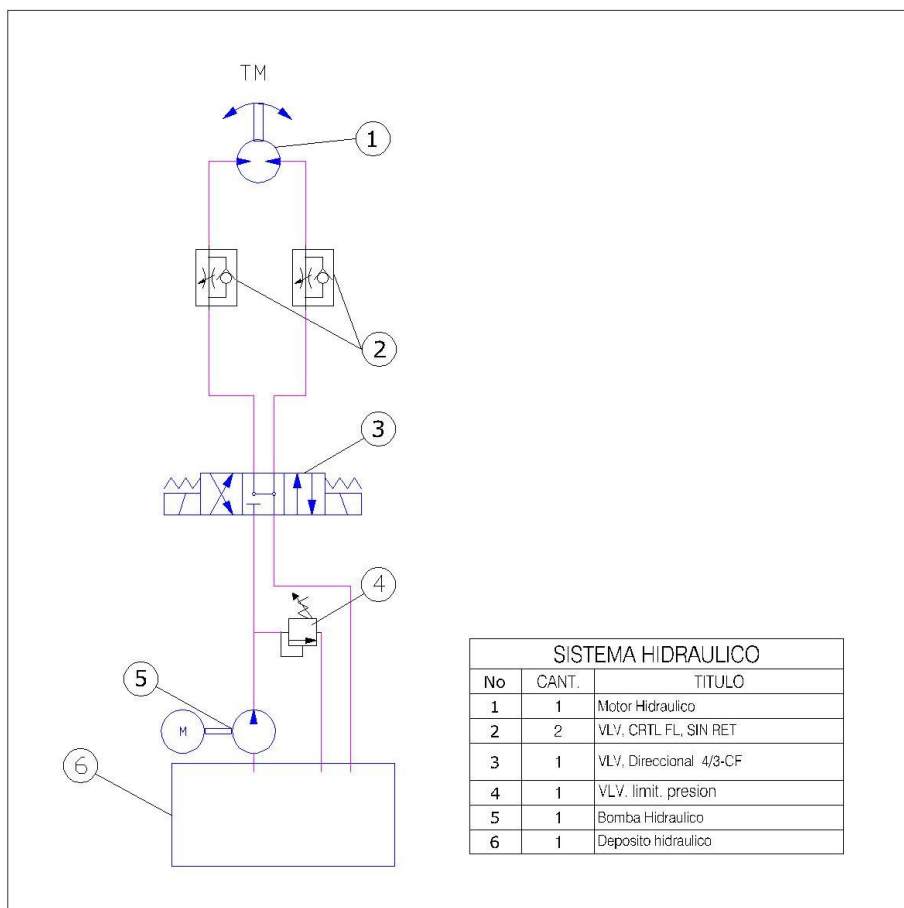 TM
1
2
3
4
5
M
6
SISTEMA HIDRAULICO
No CANT. TITULO
1 1 Motor Hidraulico
2 2 VLV, CRTL FL, SIN RET
3 1 VLV, Direccional 4/3-CF
4 1 VLV. limit. presion
5 1 Bomba Hidraulico
6 1 Deposito hidraulico